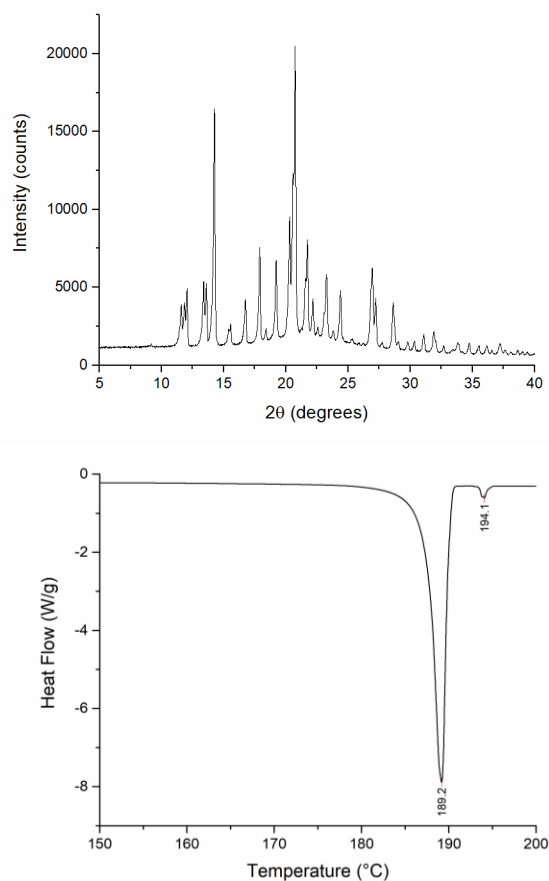 Intensity (counts)
20000
15000
10000
5000
0
5 10 15 20 25 30 35 40
2θ (degrees)
Heat Flow (W/g)
0
-2
-4
-6
-8
194.1
189.2
150 160 170 180 190 200
Temperature (°C)